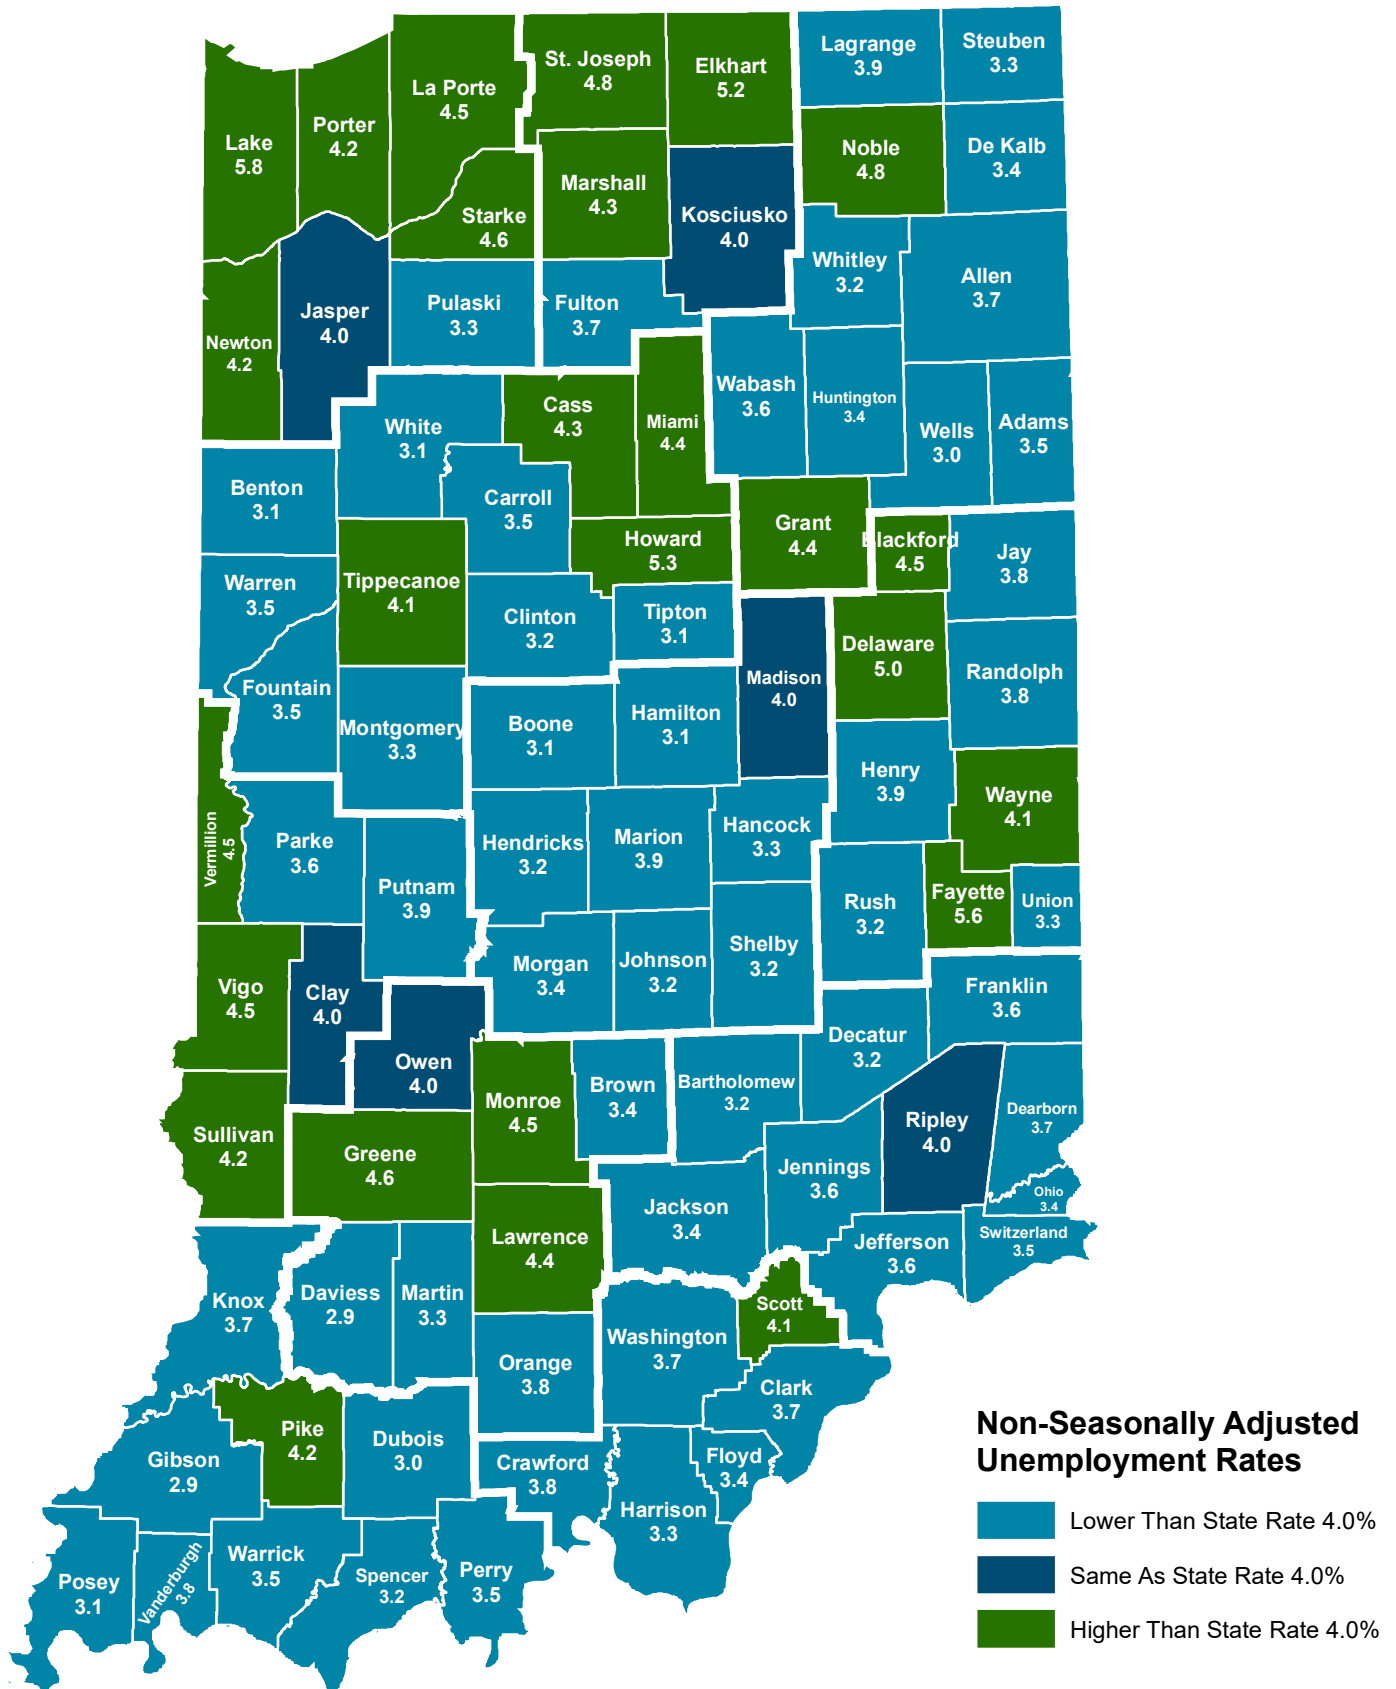 Lagrange
3.9
Steuben
3.3
St. Joseph
4.8
Elkhart
5.2
La Porte
4.5
Porter
4.2
Lake
5.8
Noble
4.8
De Kalb
3.4
Marshall
4.3
Kosciusko
4.0
Starke
4.6
Whitley
3.2
Allen
3.7
Jasper
4.0
Pulaski
3.3
Fulton
3.7
Newton
4.2
Wabash
3.6
Huntington
3.4
Wells
3.0
Adams
3.5
White
3.1
Cass
4.3
Miami
4.4
Benton
3.1
Carroll
3.5
Grant
4.4
Howard
5.3
Blackford
4.5
Jay
3.8
Warren
3.5
Tippecanoe
4.1
Clinton
3.2
Tipton
3.1
Delaware
5.0
Randolph
3.8
Madison
4.0
Fountain
3.5
Montgomery
3.3
Boone
3.1
Hamilton
3.1
Henry
3.9
Wayne
4.1
Vermillion
4.5
Parke
3.6
Hendricks
3.2
Marion
3.9
Hancock
3.3
Putnam
3.9
Rush
3.2
Fayette
5.6
Union
3.3
Vigo
4.5
Clay
4.0
Morgan
3.4
Johnson
3.2
Shelby
3.2
Franklin
3.6
Owen
4.0
Decatur
3.2
Monroe
4.5
Brown
3.4
Bartholomew
3.2
Ripley
4.0
Dearborn
3.7
Sullivan
4.2
Greene
4.6
Jennings
3.6
Ohio
3.4
Jackson
3.4
Lawrence
4.4
Jefferson
3.6
Switzerland
3.5
Knox
3.7
Daviess
2.9
Martin
3.3
Scott
4.1
Washington
3.7
Orange
3.8
Clark
3.7
Pike
4.2
Dubois
3.0
Gibson
2.9
Crawford
3.8
Floyd
3.4
Harrison
3.3
Posey
3.1
Vanderburgh
3.8
Warrick
3.5
Spencer
3.2
Perry
3.5
Non-Seasonally Adjusted
Unemployment Rates
Lower Than State Rate 4.0%
Same As State Rate 4.0%
Higher Than State Rate 4.0%